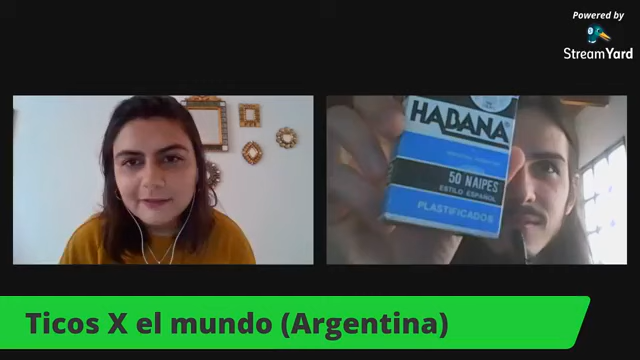 Powered by
StreamYard
HABANA
50 NAIPES
ESTILO ESPAÑOL
PLASTIFICADOS
Ticos X el mundo (Argentina)